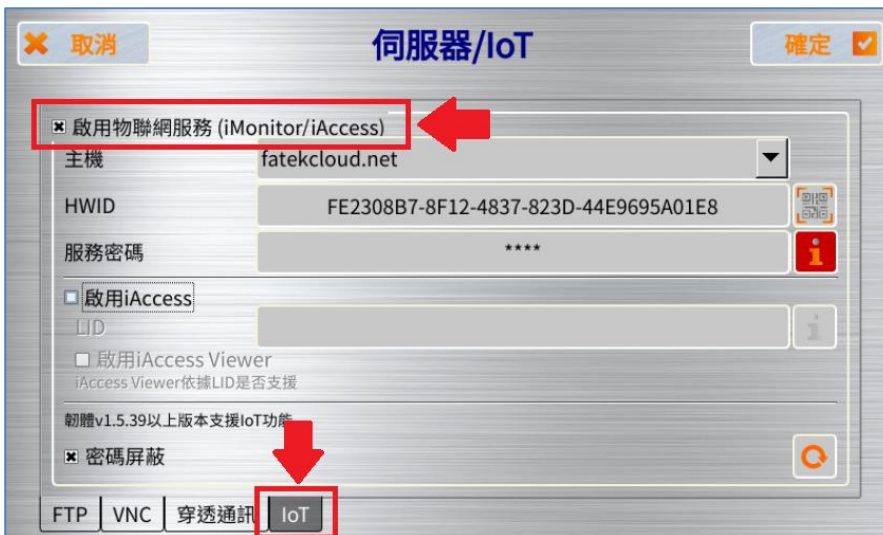 取消
伺服器/IoT
確定
啟用物聯網服務 (iMonitor/iAccess)
主機
fatekcloud.net
HWID
FE2308B7-8F12-4837-823D-44E9695A01E8
服務密碼
****
啟用iAccess
LID
啟用iAccess Viewer
iAccess Viewer依據LID是否支援
韌體v1.5.39以上版本支援IoT功能
密碼屏蔽
FTP
VNC
穿透通訊
IoT